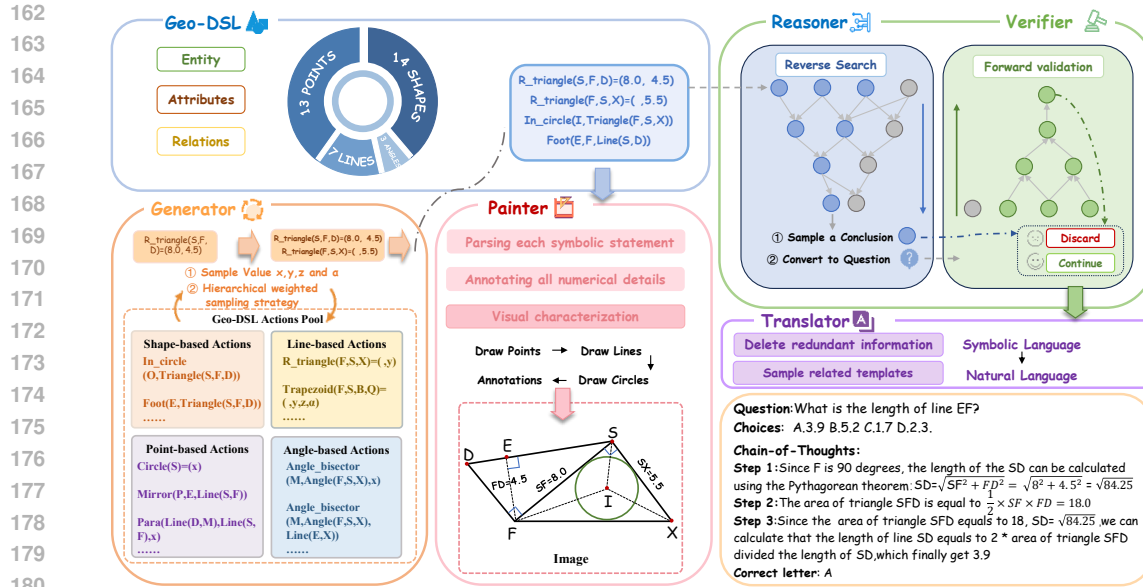 162
163
164
165
166
167
168
169
170
171
172
173
174
175
176
177
178
179
180
Geo-DSL
Entity
Attributes
Relations
13 POINTS
14 SHAPES
7 LINES
3 ANGLES
R_triangle(S,F,D)=(8.0, 4.5)
R_triangle(F,S,X)=( ,5.5)
In_circle(I,Triangle(F,S,X))
Foot(E,F,Line(S,D))
Reasoner
Reverse Search
① Sample a Conclusion
② Convert to Question
?
Verifier
Forward validation
Discard
Continue
Generator
R_triangle(S,F,
D)=(8.0, 4.5)
R_triangle(S,F,D)=(8.0, 4.5)
R_triangle(F,S,X)=( ,5.5)
① Sample Value x,y,z and α
② Hierarchical weighted
sampling strategy
Geo-DSL Actions Pool
Shape-based Actions
In_circle
(O,Triangle(S,F,D))
Foot(E,Triangle(S,F,D))
......
Line-based Actions
R_triangle(F,S,X)=( ,y)
Trapezoid(F,S,B,Q)=
( ,y,z,α)
......
Point-based Actions
Circle(S)=(x)
Mirror(P,E,Line(S,F))
Para(Line(D,M),Line(S,
F),x)
......
Angle-based Actions
Angle_bisector
(M,Angle(F,S,X),x)
Angle_bisector
(M,Angle(F,S,X),
Line(E,X))
......
Painter
Parsing each symbolic statement
Annotating all numerical details
Visual characterization
Draw Points → Draw Lines
↓
Annotations ← Draw Circles
S
E
D
FD=4.5
SF=8.0
SX=5.5
I
F
X
Image
Translator
A
Delete redundant information
Sample related templates
Symbolic Language
↓
Natural Language
Question:What is the length of line EF?
Choices: A.3.9 B.5.2 C.1.7 D.2.3.
Chain-of-Thoughts:
Step 1:Since F is 90 degrees, the length of the SD can be calculated
using the Pythagorean theorem: SD=√(SF² + FD²) = √(8² + 4.5²) = √84.25
Step 2:The area of triangle SFD is equal to 1/2 × SF × FD = 18.0
Step 3:Since the area of triangle SFD equals to 18, SD= √84.25 ,we can
calculate that the length of line SD equals to 2 * area of triangle SFD
divided the length of SD,which finally get 3.9
Correct letter: A